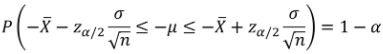 P(−X̄ − z_{α/2} σ/√n ≤ −μ ≤ −X̄ + z_{α/2} σ/√n) = 1 − α